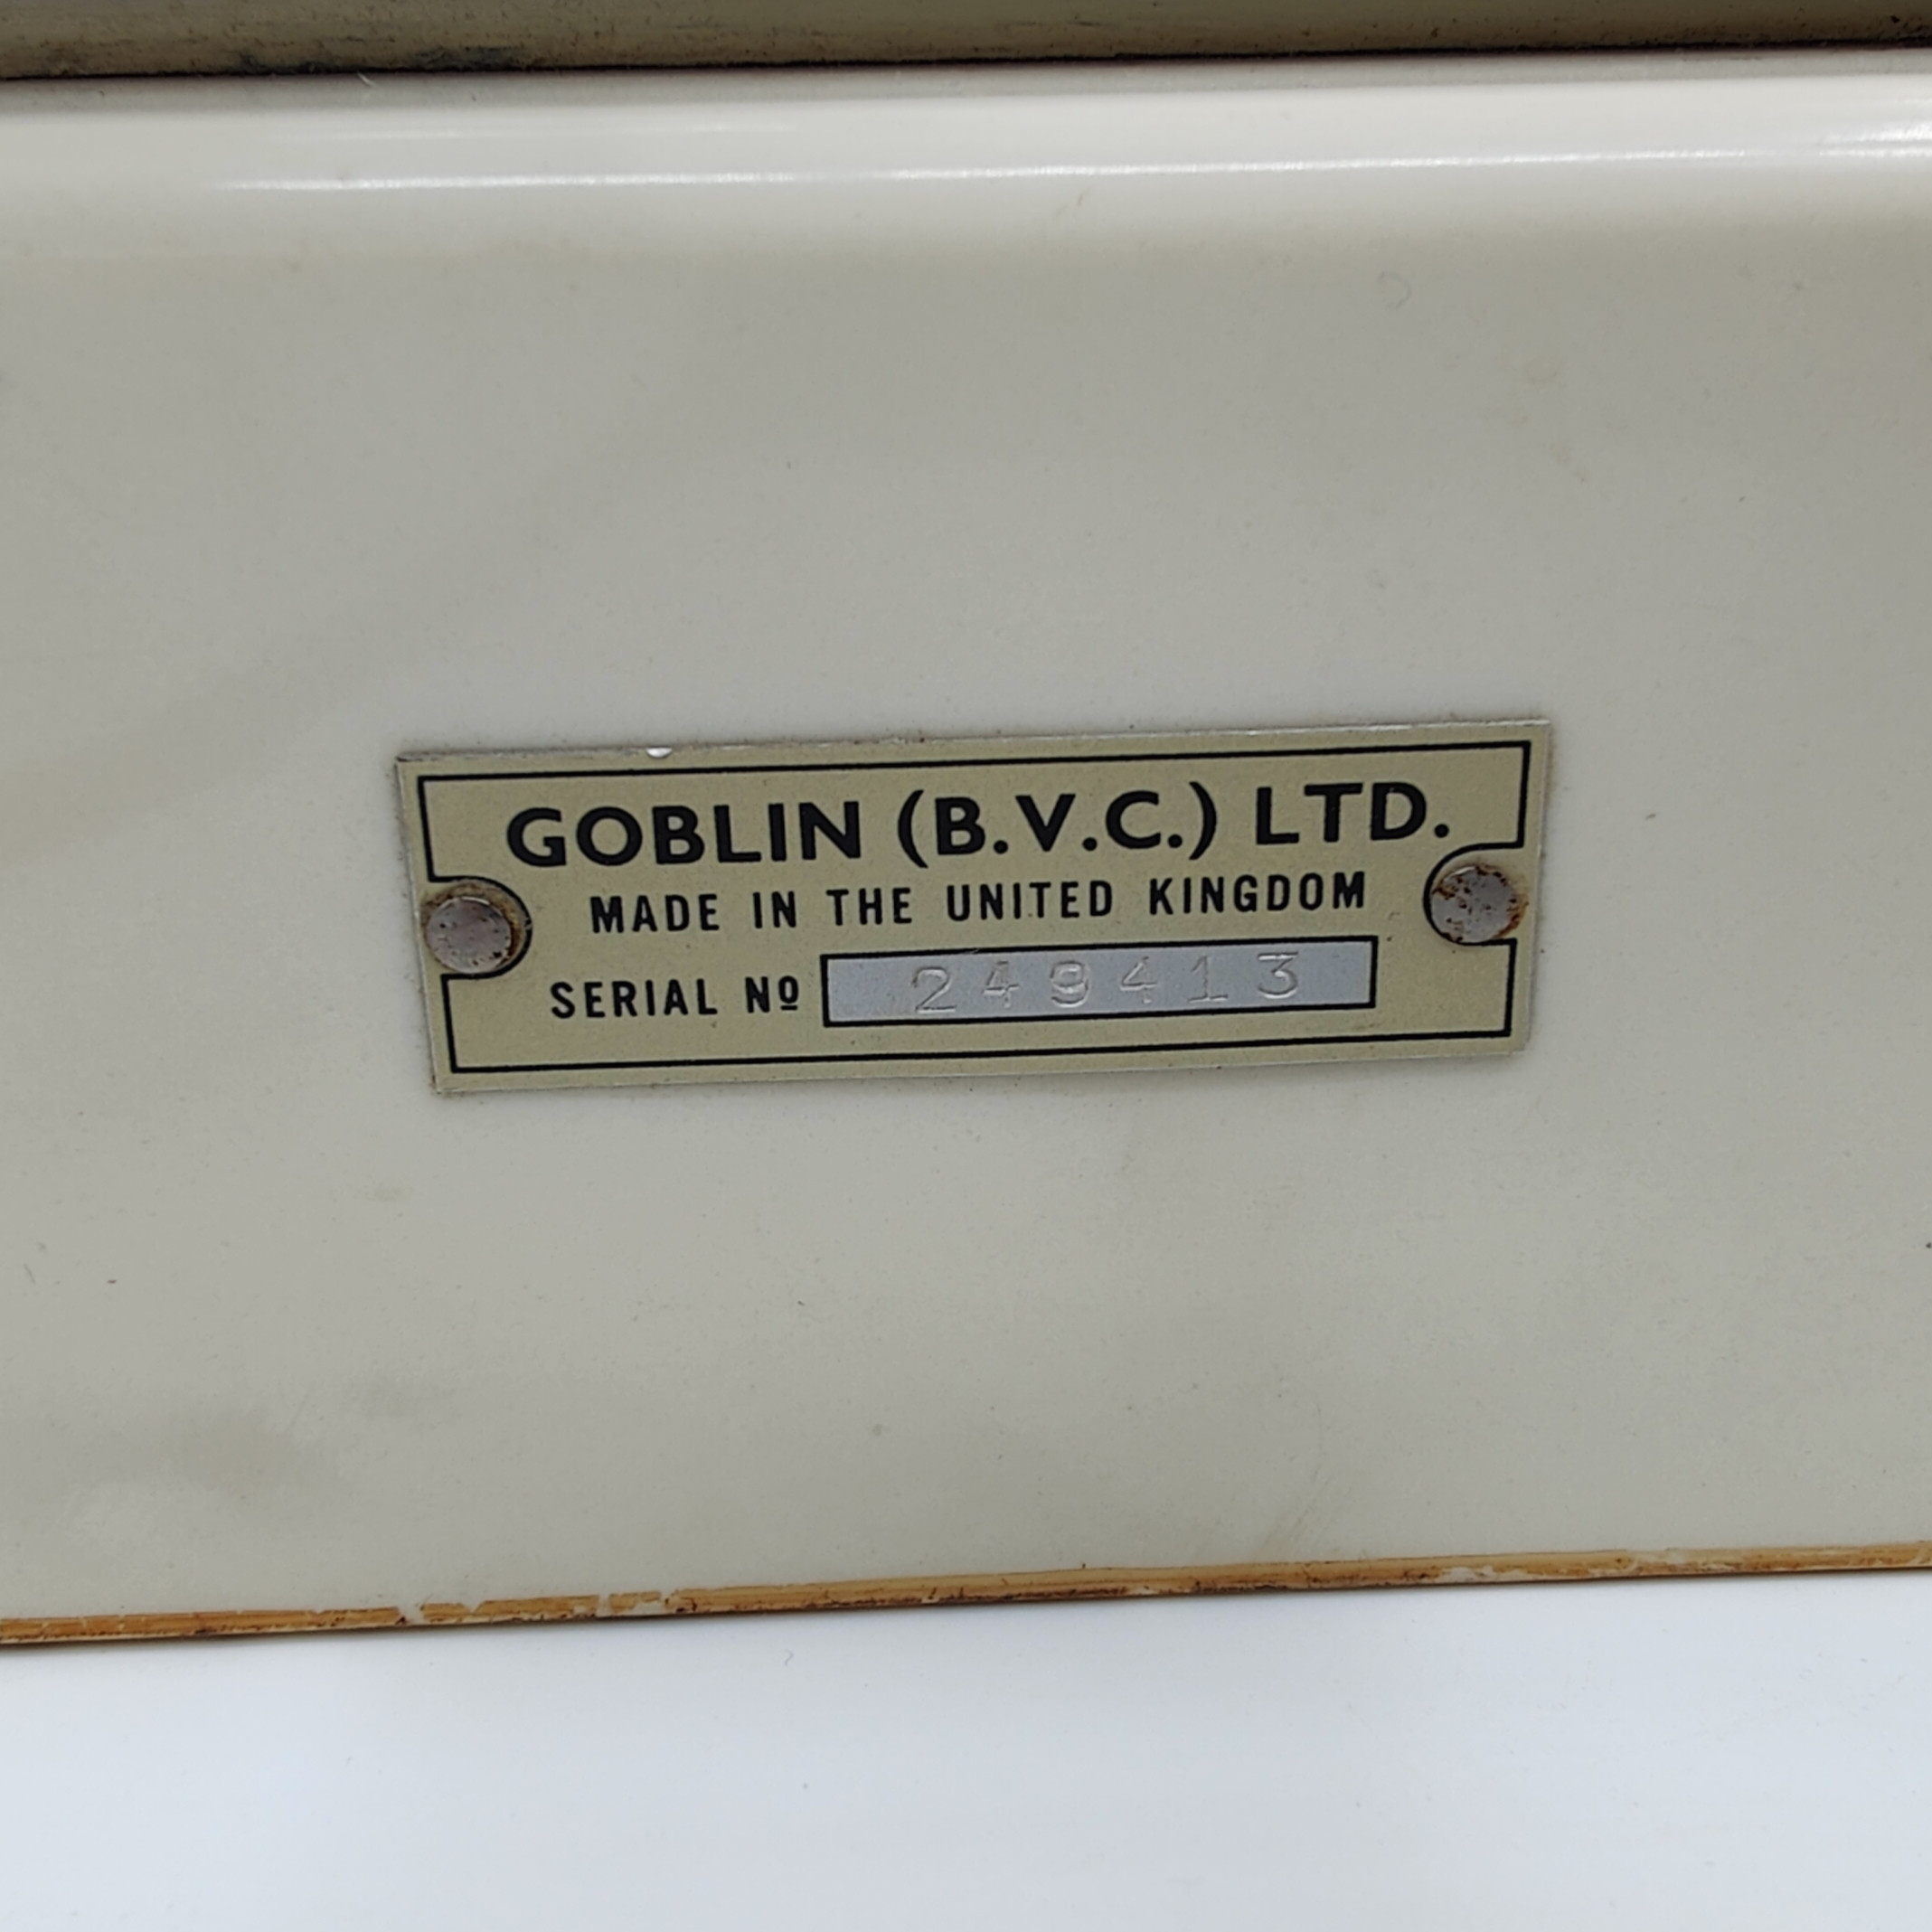 GOBLIN (B.V.C.) LTD.
MADE IN THE UNITED KINGDOM
SERIAL Nº 249413